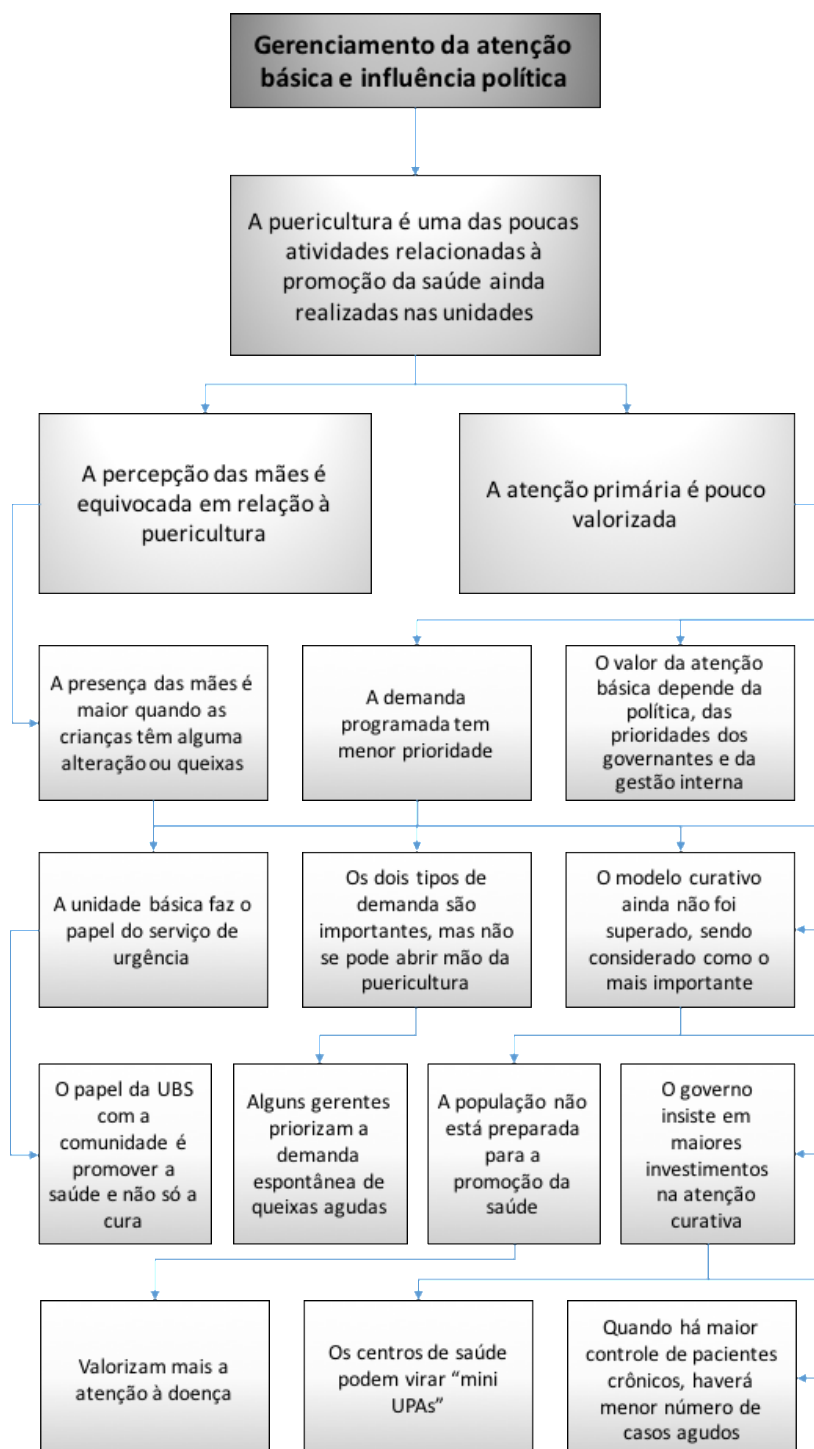 Gerenciamento da atenção
básica e influência política
A puericultura é uma das poucas
atividades relacionadas à
promoção da saúde ainda
realizadas nas unidades
A percepção das mães é
equivocada em relação à
puericultura
A atenção primária é pouco
valorizada
A presença das mães é
maior quando as
crianças têm alguma
alteração ou queixas
A demanda
programada tem
menor prioridade
O valor da atenção
básica depende da
política, das
prioridades dos
governantes e da
gestão interna
A unidade básica faz o
papel do serviço de
urgência
Os dois tipos de
demanda são
importantes, mas não
se pode abrir mão da
puericultura
O modelo curativo
ainda não foi
superado, sendo
considerado como o
mais importante
O papel da UBS
com a
comunidade é
promover a
saúde e não só a
cura
Alguns gerentes
priorizam a
demanda
espontânea de
queixas agudas
A população não
está preparada
para a
promoção da
saúde
O governo
insiste em
maiores
investimentos
na atenção
curativa
Valorizam mais a
atenção à doença
Os centros de saúde
podem virar “mini
UPAs”
Quando há maior
controle de pacientes
crônicos, haverá
menor número de
casos agudos